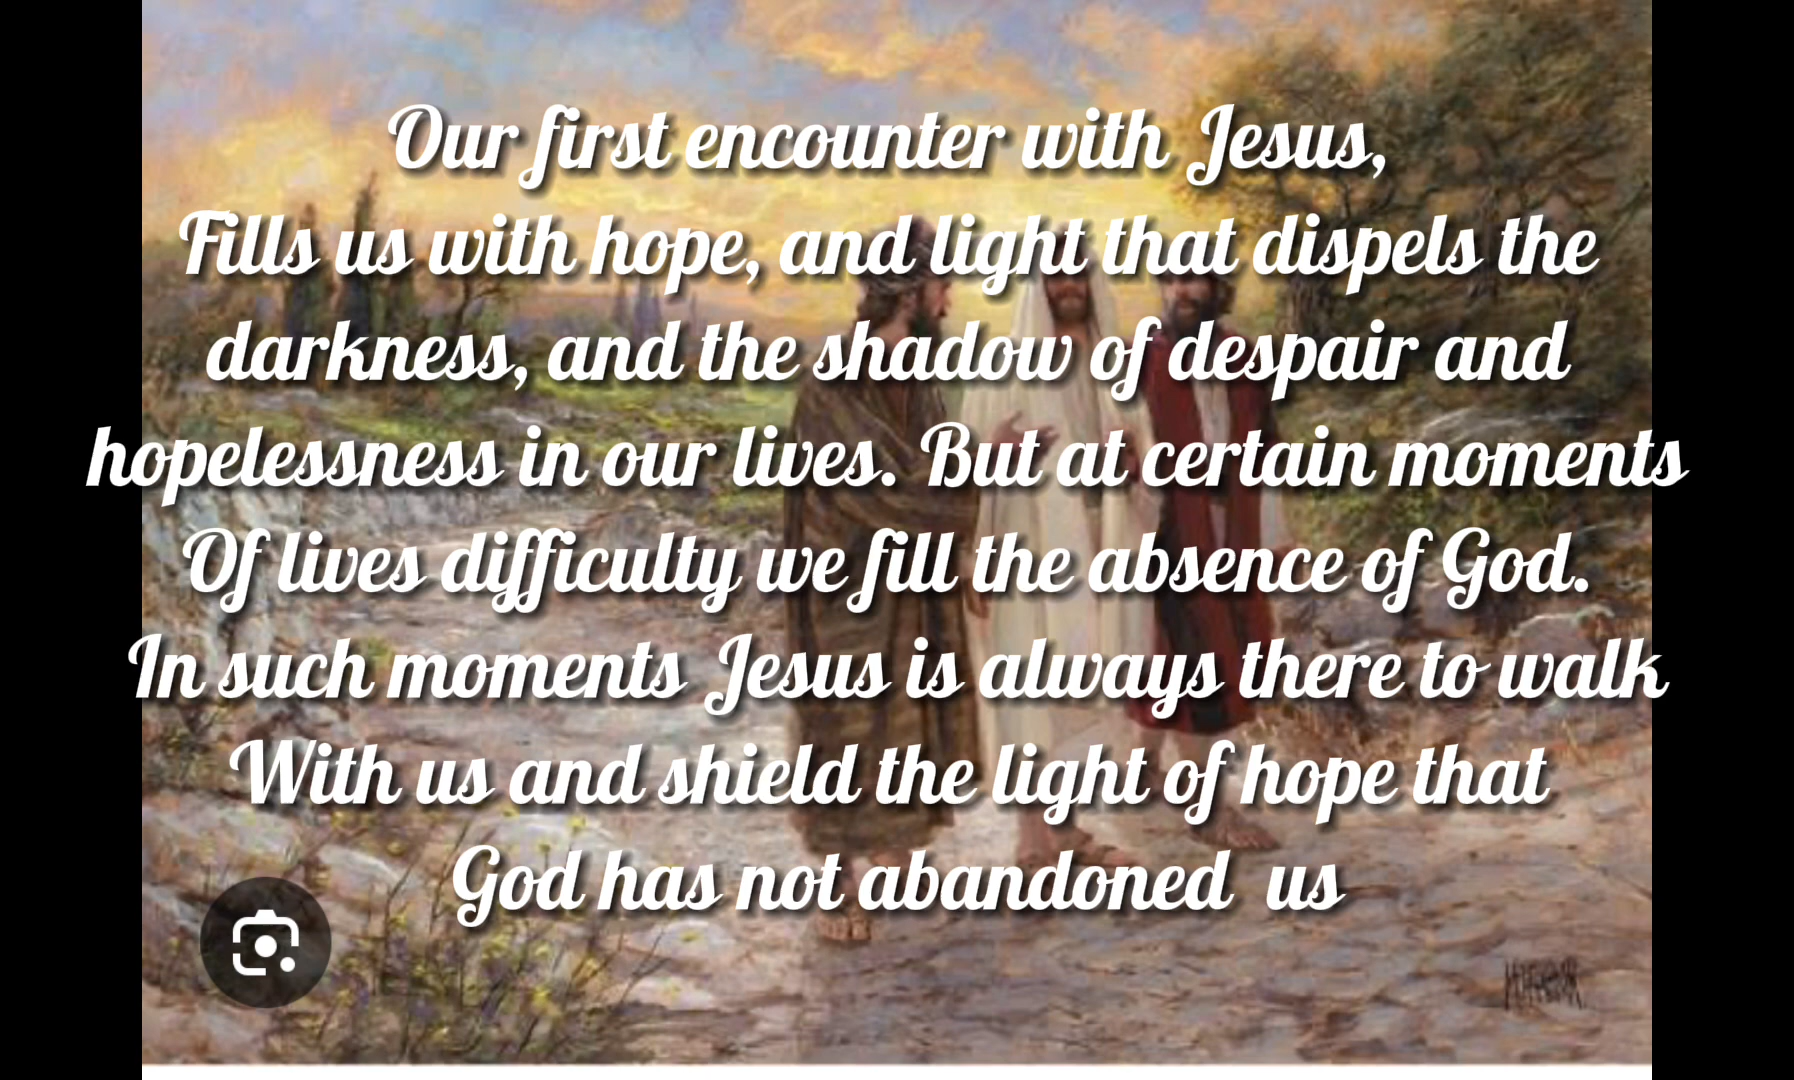 Our first encounter with Jesus,
Fills us with hope, and light that dispels the
darkness, and the shadow of despair and
hopelessness in our lives. But at certain moments
Of lives difficulty we fill the absence of God.
In such moments Jesus is always there to walk
With us and shield the light of hope that
God has not abandoned  us